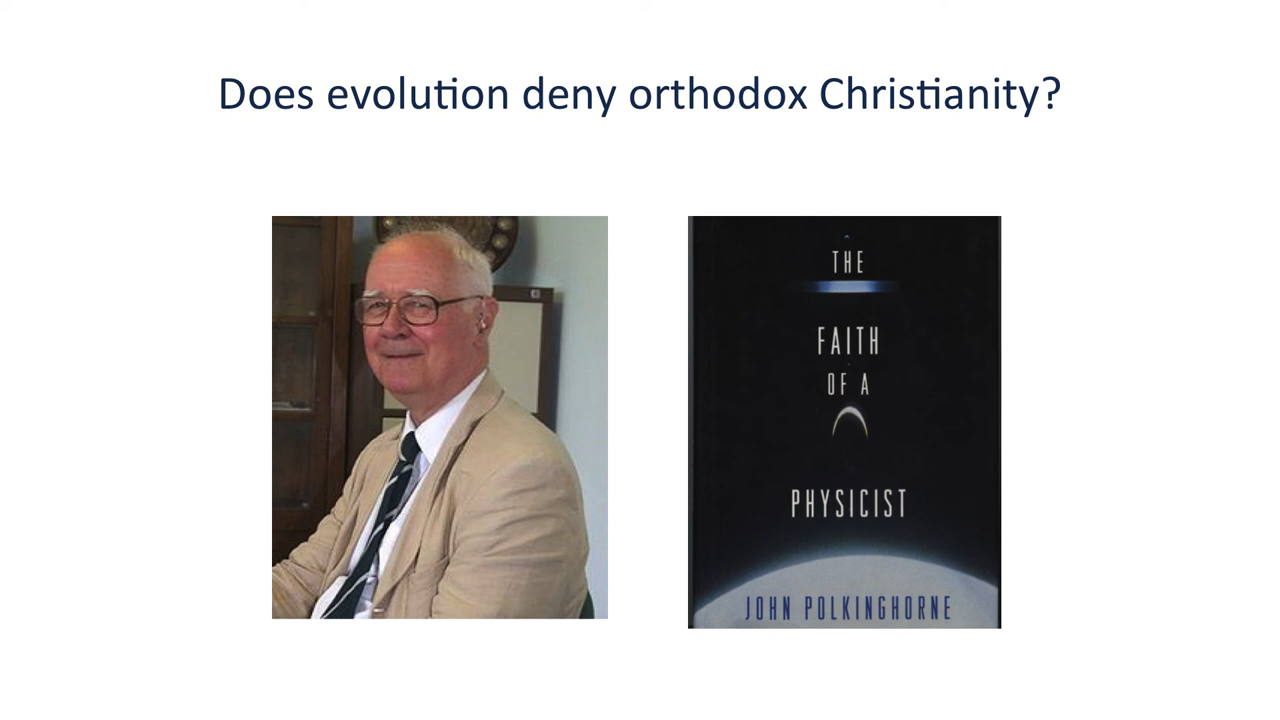 Does evolution deny orthodox Christianity?
THE
FAITH
OF A
PHYSICIST
JOHN POLKINGHORNE